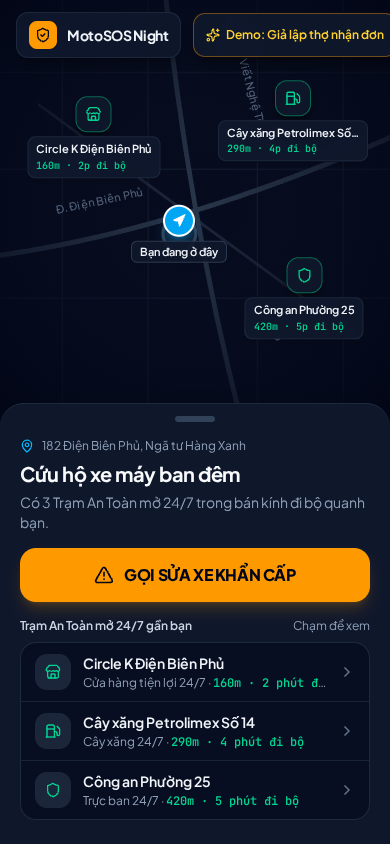 MotoSOS Night
Demo: Giả lập thợ nhận đơn
Viết Nghệ T
Circle K Điện Biên Phủ
160m · 2p đi bộ
Cây xăng Petrolimex Số…
290m · 4p đi bộ
Đ. Điện Biên Phủ
Bạn đang ở đây
Công an Phường 25
420m · 5p đi bộ
182 Điện Biên Phủ, Ngã tư Hàng Xanh
Cứu hộ xe máy ban đêm
Có 3 Trạm An Toàn mở 24/7 trong bán kính đi bộ quanh
bạn.
GỌI SỬA XE KHẨN CẤP
Trạm An Toàn mở 24/7 gần bạn
Chạm để xem
Circle K Điện Biên Phủ
Cửa hàng tiện lợi 24/7 · 160m · 2 phút đ…
Cây xăng Petrolimex Số 14
Cây xăng 24/7 · 290m · 4 phút đi bộ
Công an Phường 25
Trực ban 24/7 · 420m · 5 phút đi bộ